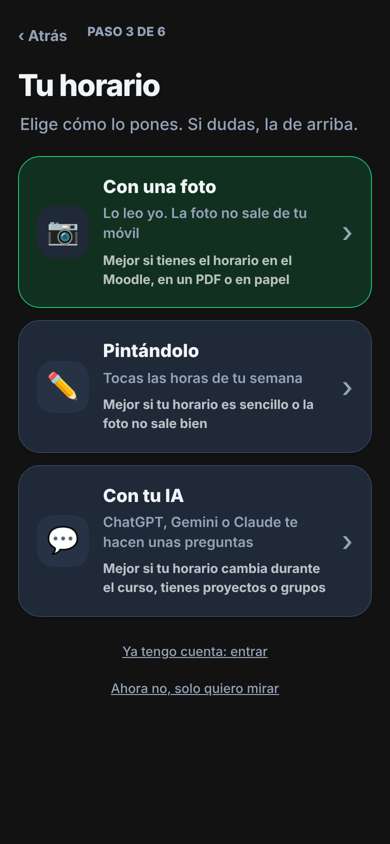 ‹ Atrás
PASO 3 DE 6
Tu horario
Elige cómo lo pones. Si dudas, la de arriba.
Con una foto
Lo leo yo. La foto no sale de tu
móvil
Mejor si tienes el horario en el
Moodle, en un PDF o en papel
Pintándolo
Tocas las horas de tu semana
Mejor si tu horario es sencillo o la
foto no sale bien
Con tu IA
ChatGPT, Gemini o Claude te
hacen unas preguntas
Mejor si tu horario cambia durante
el curso, tienes proyectos o grupos
Ya tengo cuenta: entrar
Ahora no, solo quiero mirar